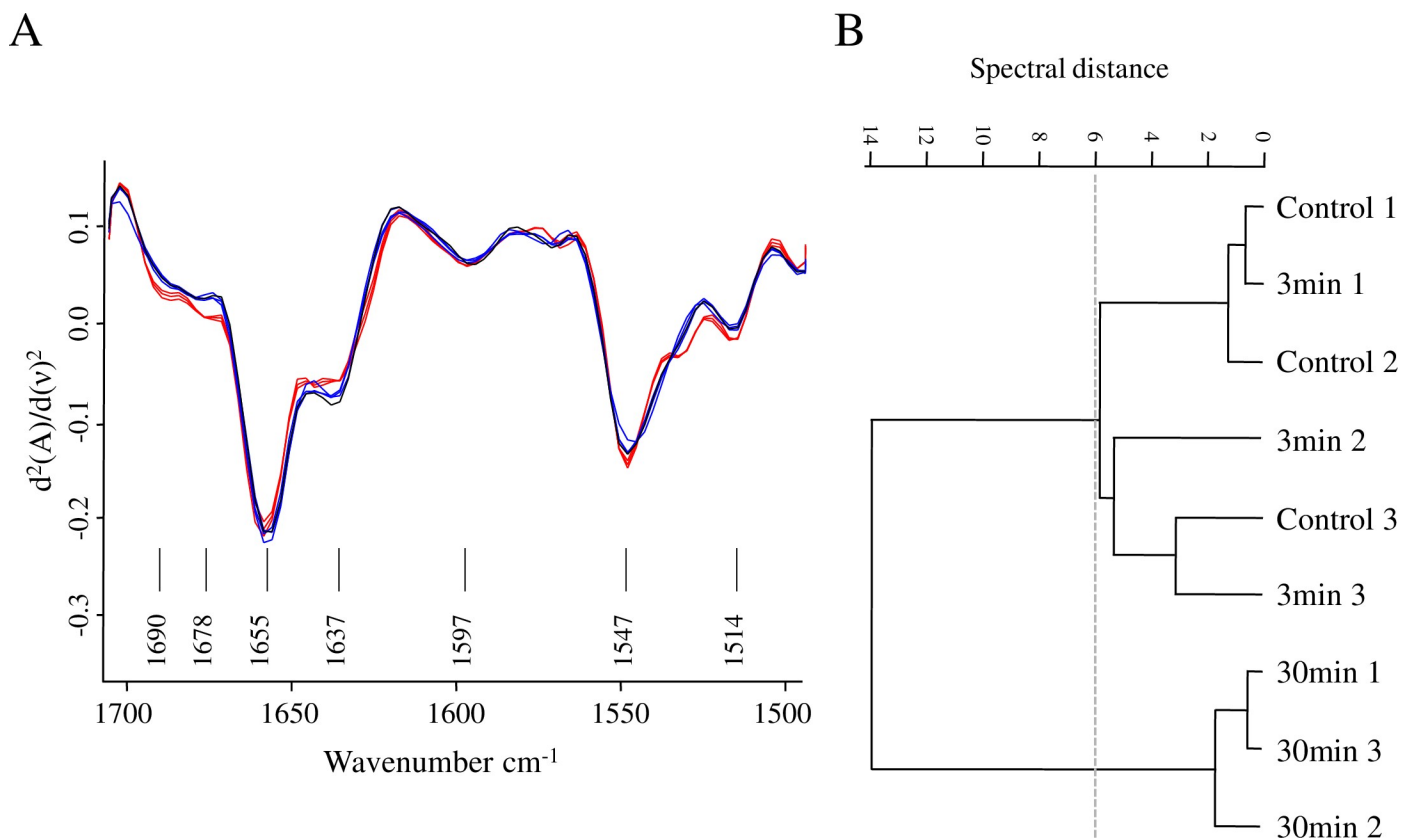 A
d²(A)/d(ν)²
0.1
0.0
-0.1
-0.2
-0.3
1690
1678
1655
1637
1597
1547
1514
1700 1650 1600 1550 1500
Wavenumber cm⁻¹
B
Spectral distance
14 12 10 8 6 4 2 0
Control 1
3min 1
Control 2
3min 2
Control 3
3min 3
30min 1
30min 3
30min 2